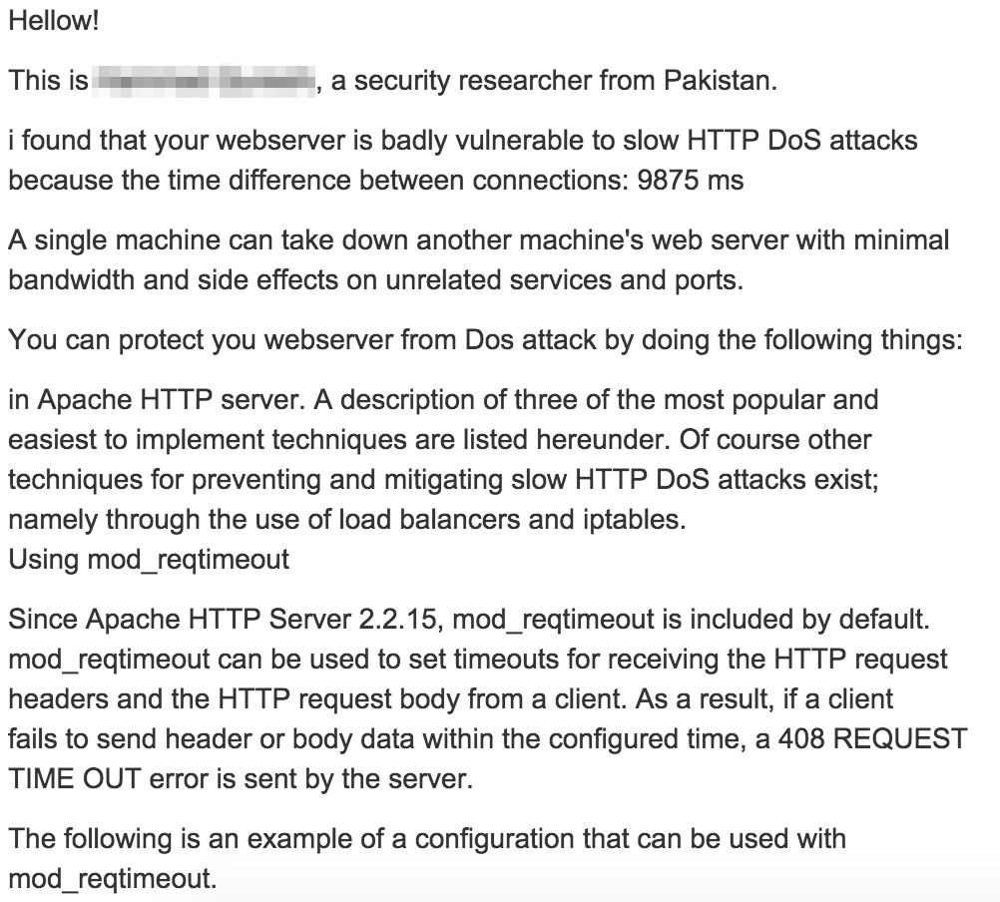 Hellow!
This is , a security researcher from Pakistan.
i found that your webserver is badly vulnerable to slow HTTP DoS attacks
because the time difference between connections: 9875 ms
A single machine can take down another machine's web server with minimal
bandwidth and side effects on unrelated services and ports.
You can protect you webserver from Dos attack by doing the following things:
in Apache HTTP server. A description of three of the most popular and
easiest to implement techniques are listed hereunder. Of course other
techniques for preventing and mitigating slow HTTP DoS attacks exist;
namely through the use of load balancers and iptables.
Using mod_reqtimeout
Since Apache HTTP Server 2.2.15, mod_reqtimeout is included by default.
mod_reqtimeout can be used to set timeouts for receiving the HTTP request
headers and the HTTP request body from a client. As a result, if a client
fails to send header or body data within the configured time, a 408 REQUEST
TIME OUT error is sent by the server.
The following is an example of a configuration that can be used with
mod_reqtimeout.